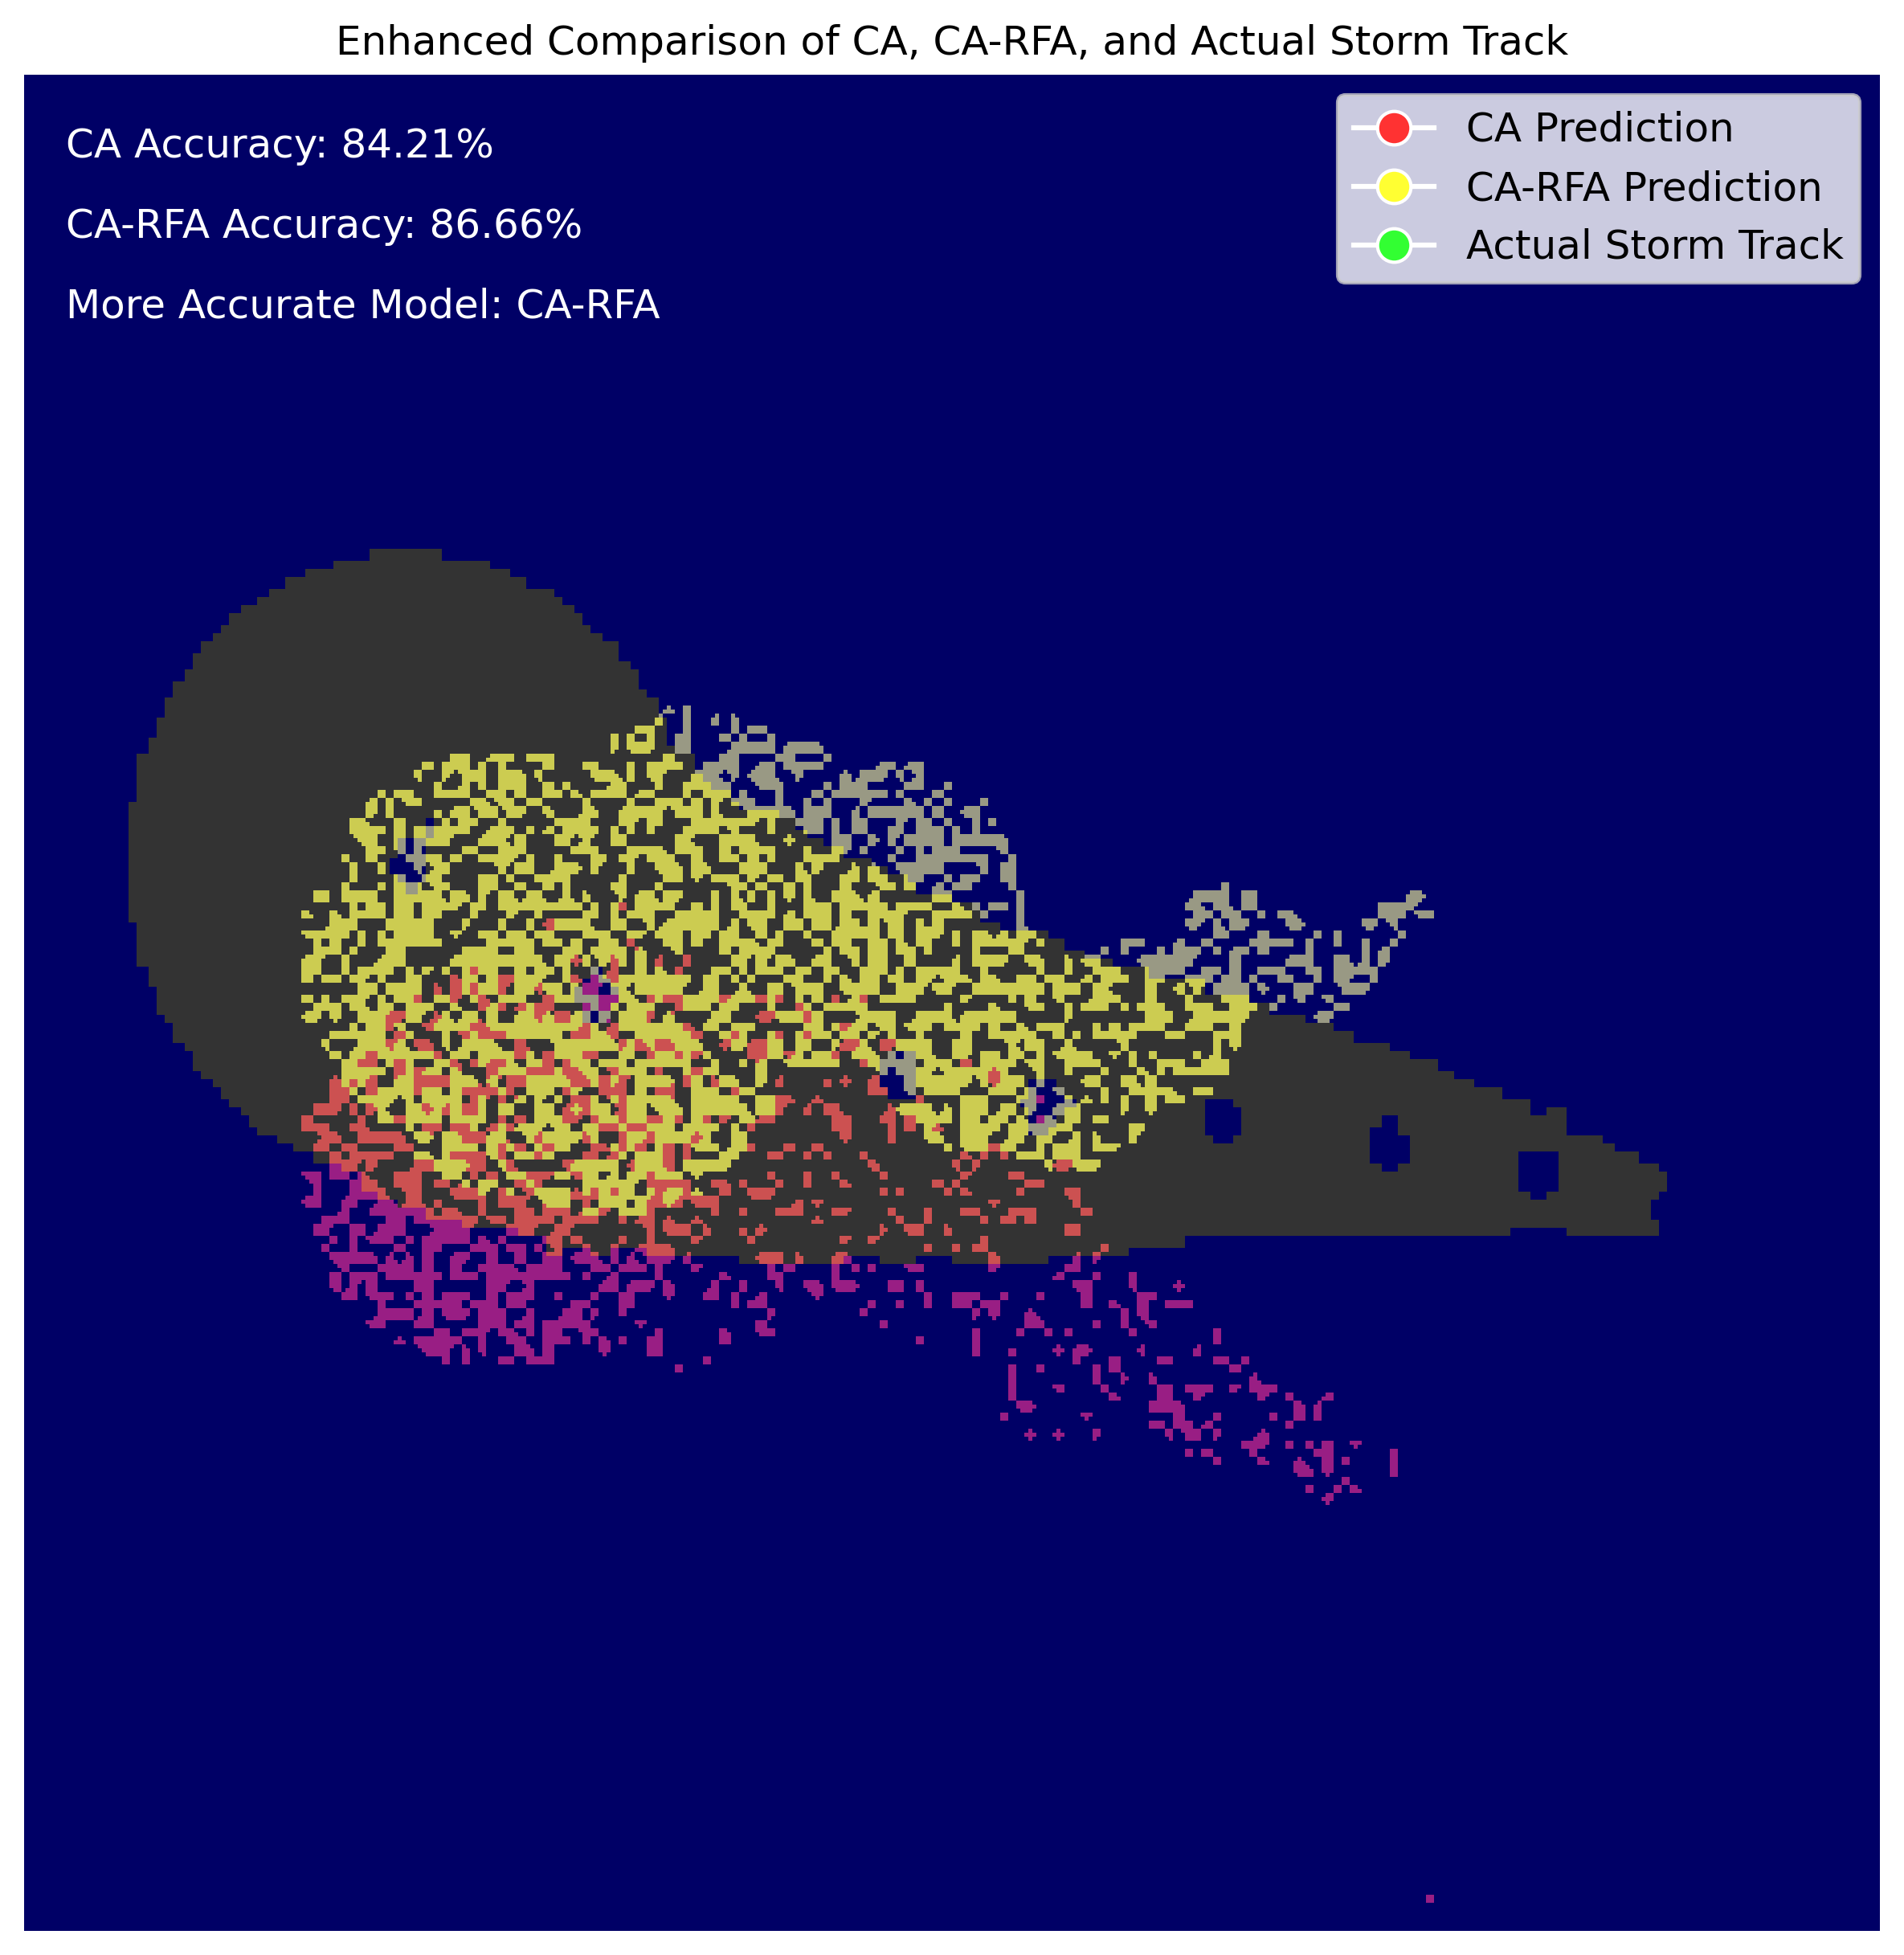 Enhanced Comparison of CA, CA-RFA, and Actual Storm Track
CA Accuracy: 84.21%
CA-RFA Accuracy: 86.66%
More Accurate Model: CA-RFA
CA Prediction
CA-RFA Prediction
Actual Storm Track